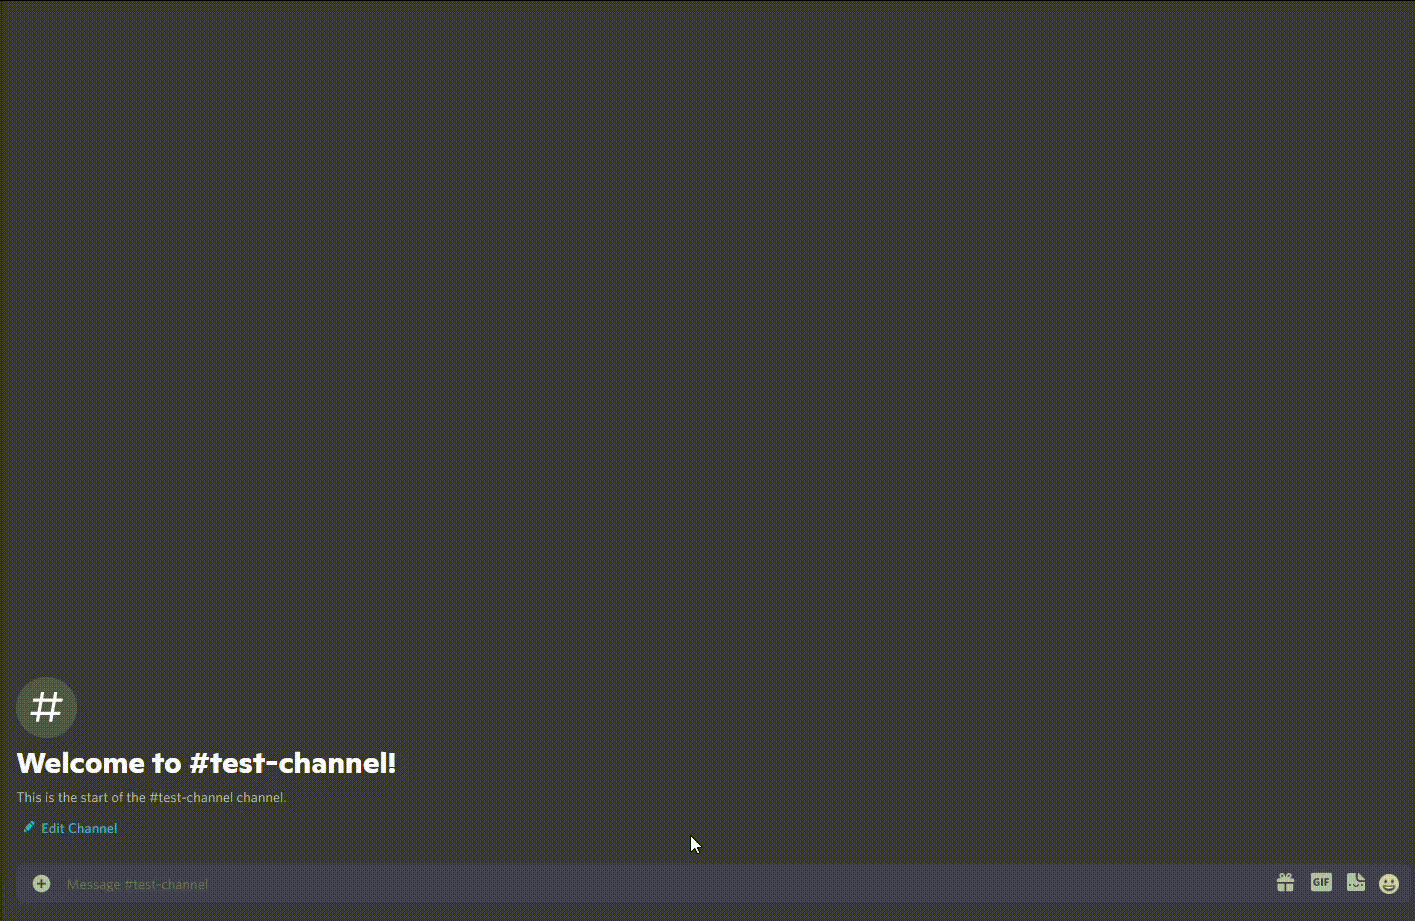 #
Welcome to #test-channel!
This is the start of the #test-channel channel.
Edit Channel
Message #test-channel
GIF